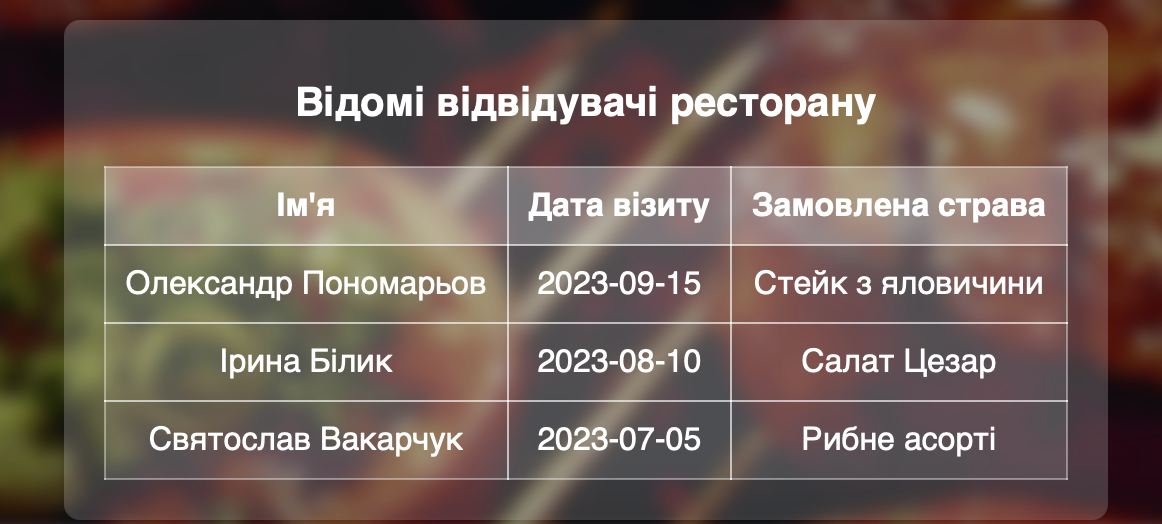 Відомі відвідувачі ресторану
Ім'я Дата візиту Замовлена страва
Олександр Пономарьов 2023-09-15 Стейк з яловичини
Ірина Білик 2023-08-10 Салат Цезар
Святослав Вакарчук 2023-07-05 Рибне асорті